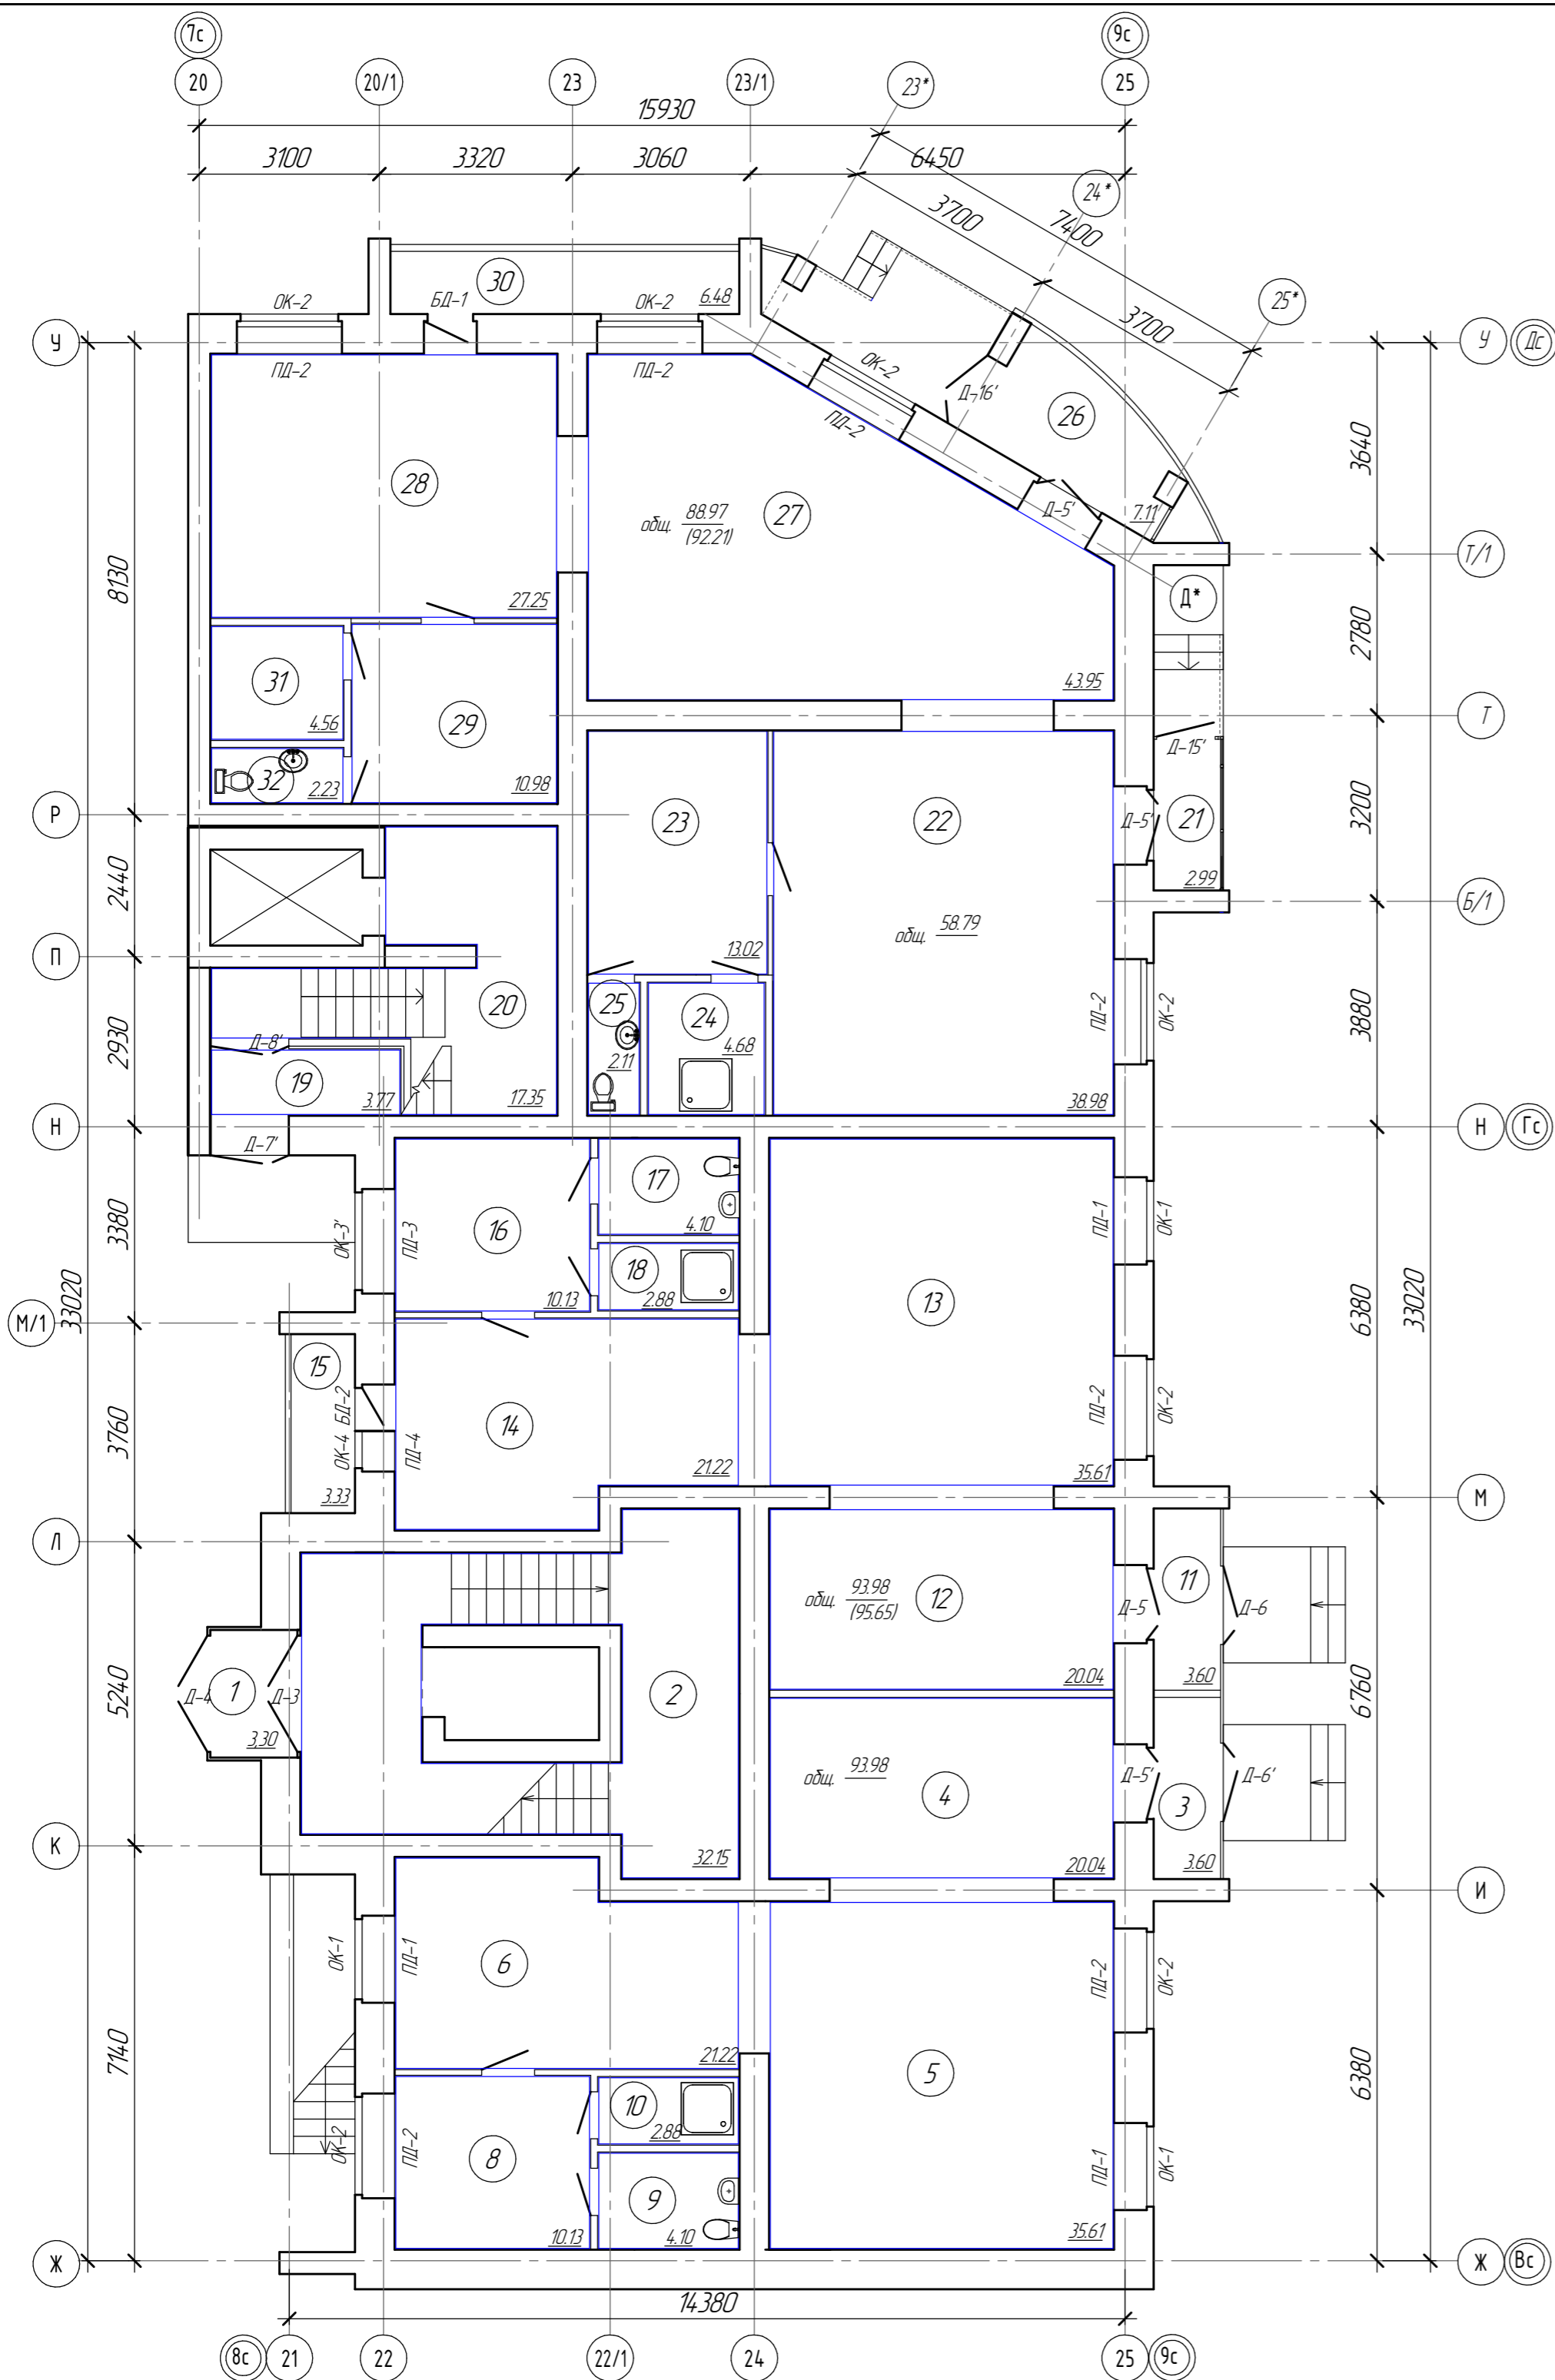 7с
9с
20
20/1
23
23/1
25
23*
24*
25*
15930
3100
3320
3060
6450
3700
7400
3700
ОК-2
БД-1
30
ОК-2
6.48
У
У
Дс
ПД-2
ПД-2
ОК-2
ПД-2
Д-16'
26
28
27
общ. 88.97
(92.21)
Д-5'
7.11
3640
Т/1
8130
27.25
Д*
2780
31
4.56
29
43.95
Т
Д-15'
32
2.23
10.98
Р
23
22
Д-5'
21
3200
2.99
2440
общ. 58.79
Б/1
П
13.02
20
25
24
ПД-2
ОК-2
3880
2930
Д-8'
4.68
2.11
19
3.77
17.35
38.98
Н
Н
Гс
Д-7'
17
3380
ОК-3'
ПД-3
16
4.10
ПД-1
ОК-1
18
10.13
2.88
13
33020
М/1
6380
33020
15
БД-2
3760
ОК-4
ПД-4
14
ПД-2
ОК-2
3.33
21.22
35.61
М
Л
11
общ. 93.98
(95.65)
12
Д-5
Д-6
5240
Д-4
1
Д-3
2
20.04
3.60
6760
3,30
общ. 93.98
4
Д-5'
3
Д-6'
К
32.15
20.04
3.60
И
ОК-1
ПД-1
6
ПД-2
ОК-2
7140
21.22
5
6380
10
ОК-2
ПД-2
2.88
8
ПД-1
ОК-1
9
10.13
4.10
35.61
Ж
Ж
Вс
14380
8с
21
22
22/1
24
25
9с